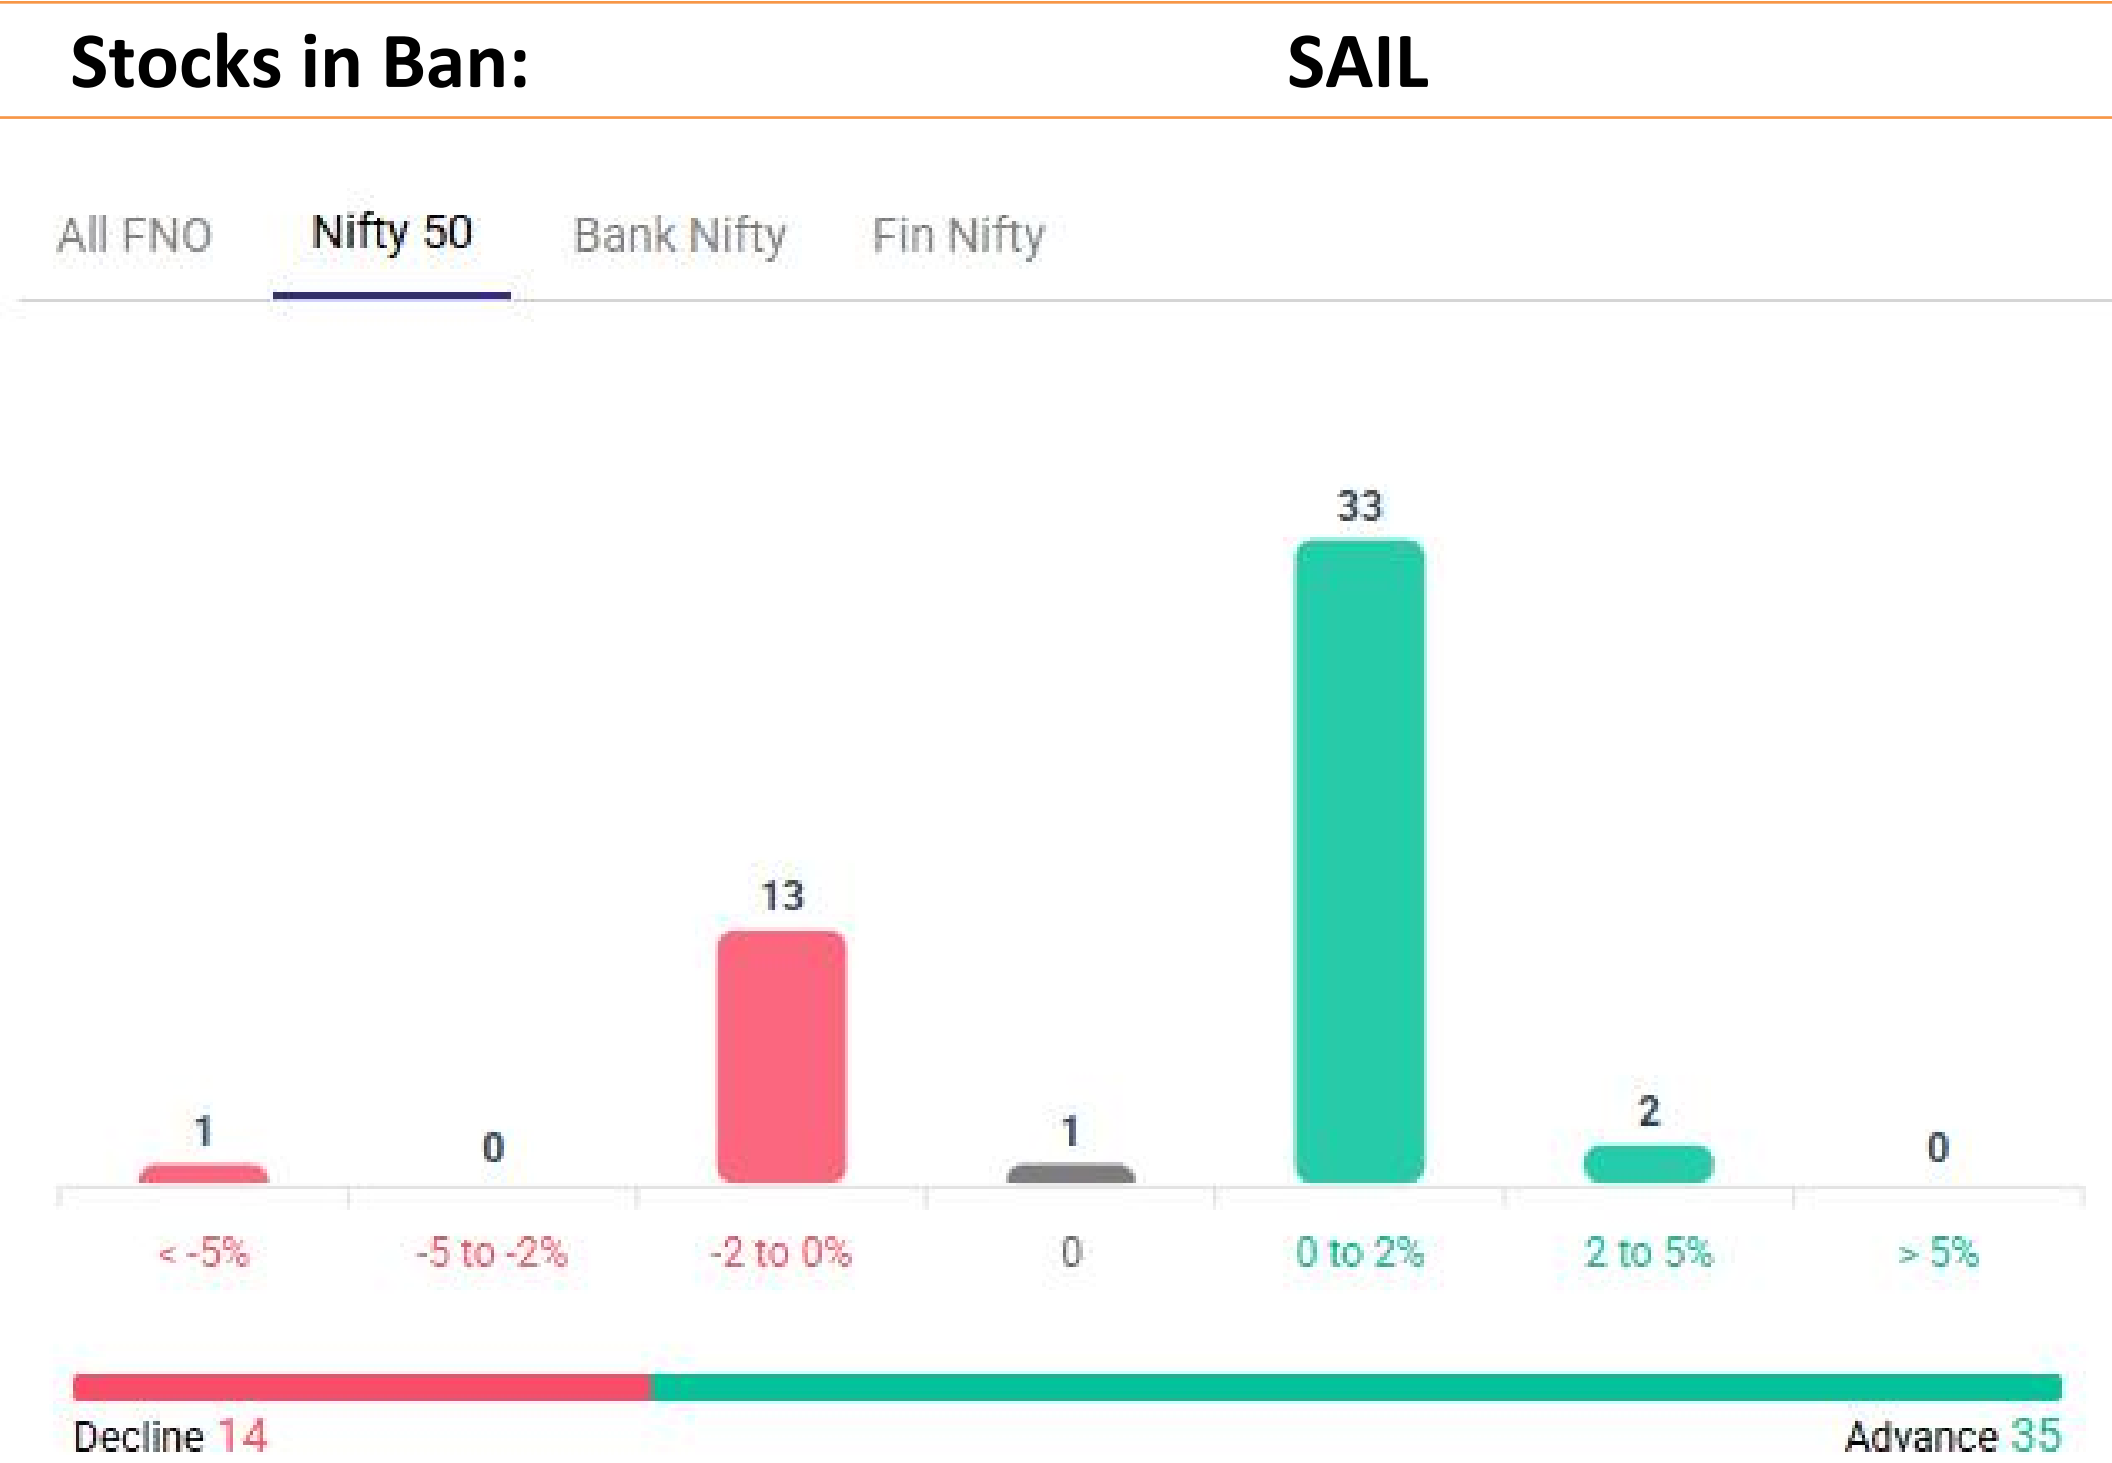 Stocks in Ban: SAIL
All FNO Nifty 50 Bank Nifty Fin Nifty
33
13
1 0 1 2 0
< -5% -5 to -2% -2 to 0% 0 0 to 2% 2 to 5% > 5%
Decline 14 Advance 35